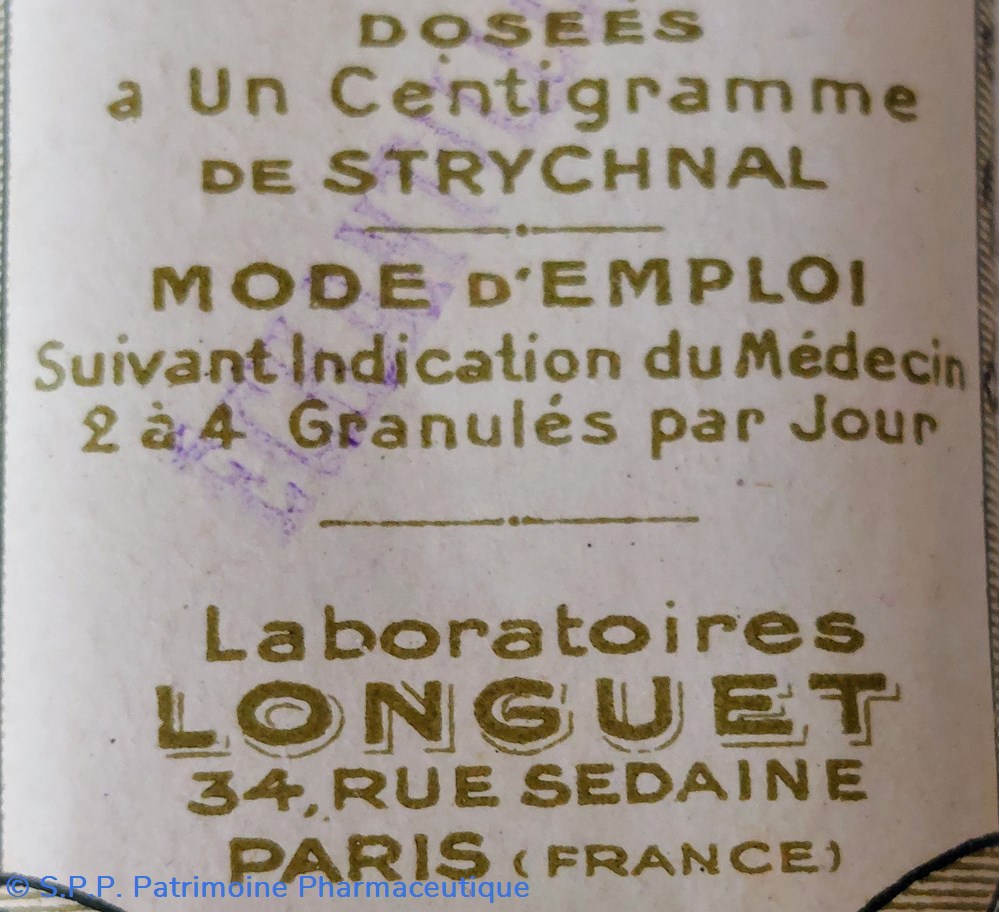 DOSÉES
a Un Centigramme
DE STRYCHNAL
MODE D'EMPLOI
Suivant Indication du Médecin
2 à 4 Granulés par Jour
Laboratoires
LONGUET
34, RUE SEDAINE
PARIS (FRANCE)
© S.P.P. Patrimoine Pharmaceutique